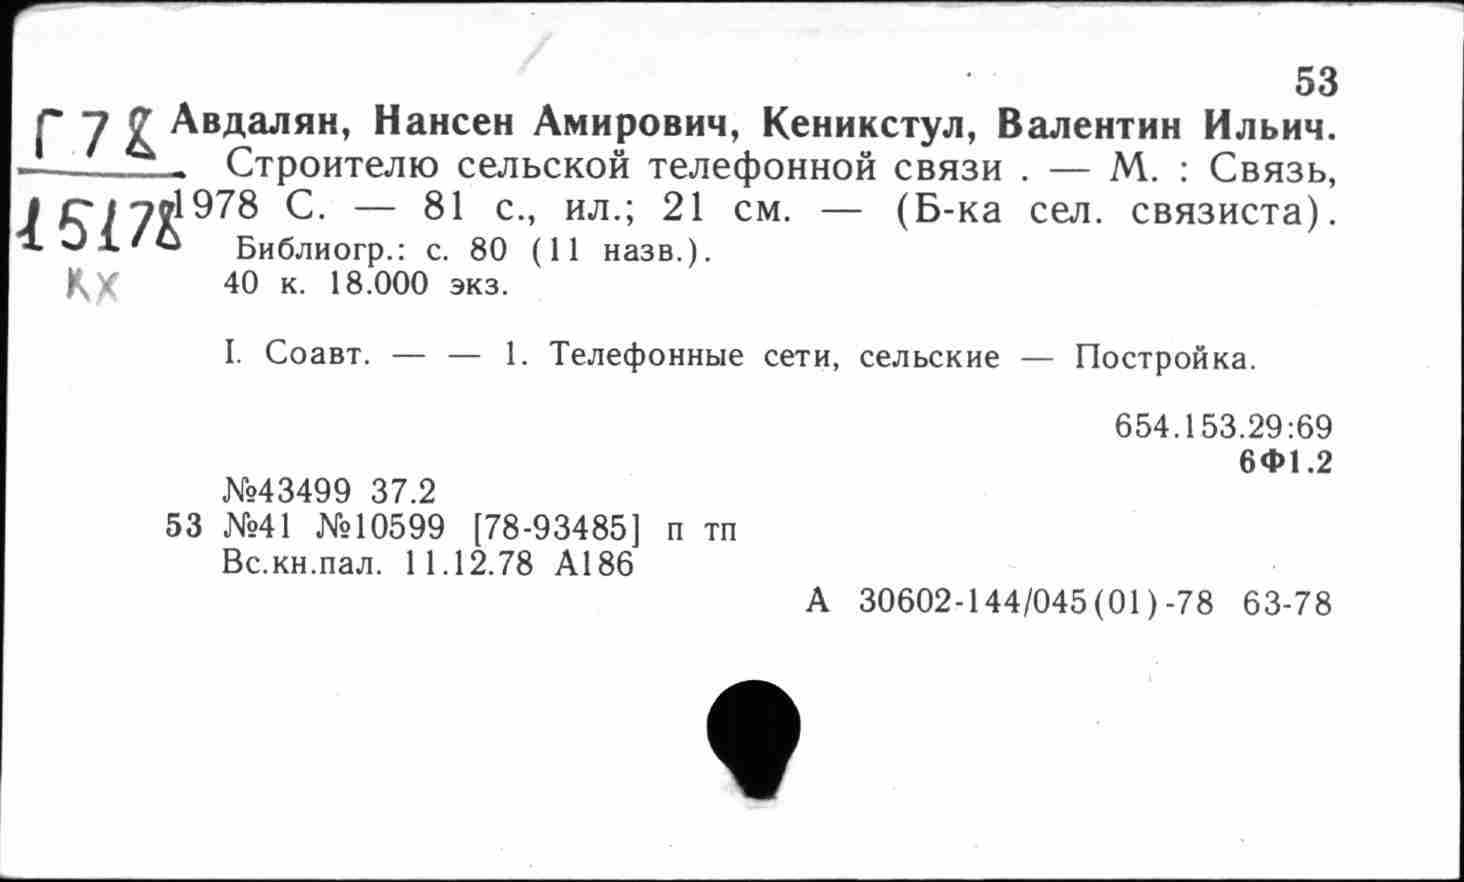 53
Г78 Авдалян, Нансен Амирович, Кеникстул, Валентин Ильич.
Строителю сельской телефонной связи . — М. : Связь,
15178 1978 С. — 81 с., ил.; 21 см. — (Б-ка сел. связиста).
Библиогр.: с. 80 (11 назв.).
кх 40 к. 18.000 экз.
I. Соавт. — — 1. Телефонные сети, сельские — Постройка.
654.153.29:69
6Ф1.2
№43499 37.2
53 №41 №10599 [78-93485] п тп
Вс.кн.пал. 11.12.78 А186
А 30602-144/045(01)-78 63-78